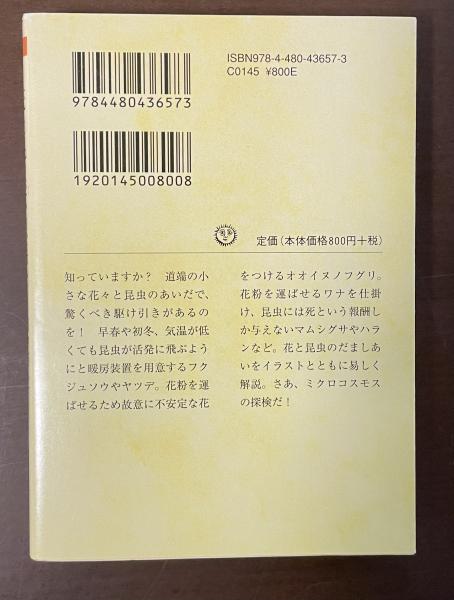 ISBN978-4-480-43657-3
C0145 ¥800E
9784480436573
1920145008008
定価(本体価格800円+税)
知っていますか? 道端の小
さな花々と昆虫のあいだで、
驚くべき駆け引きがあるの
を! 早春や初冬、気温が低
くても昆虫が活発に飛ぶよう
にと暖房装置を用意するフク
ジュソウやヤツデ。花粉を運
ばせるため故意に不安定な花
をつけるオオイヌノフグリ。
花粉を運ばせるワナを仕掛
け、昆虫には死という報酬し
か与えないマムシグサやハラ
ンなど。花と昆虫のだましあ
いをイラストとともに易しく
解説。さあ、ミクロコスモス
の探検だ!